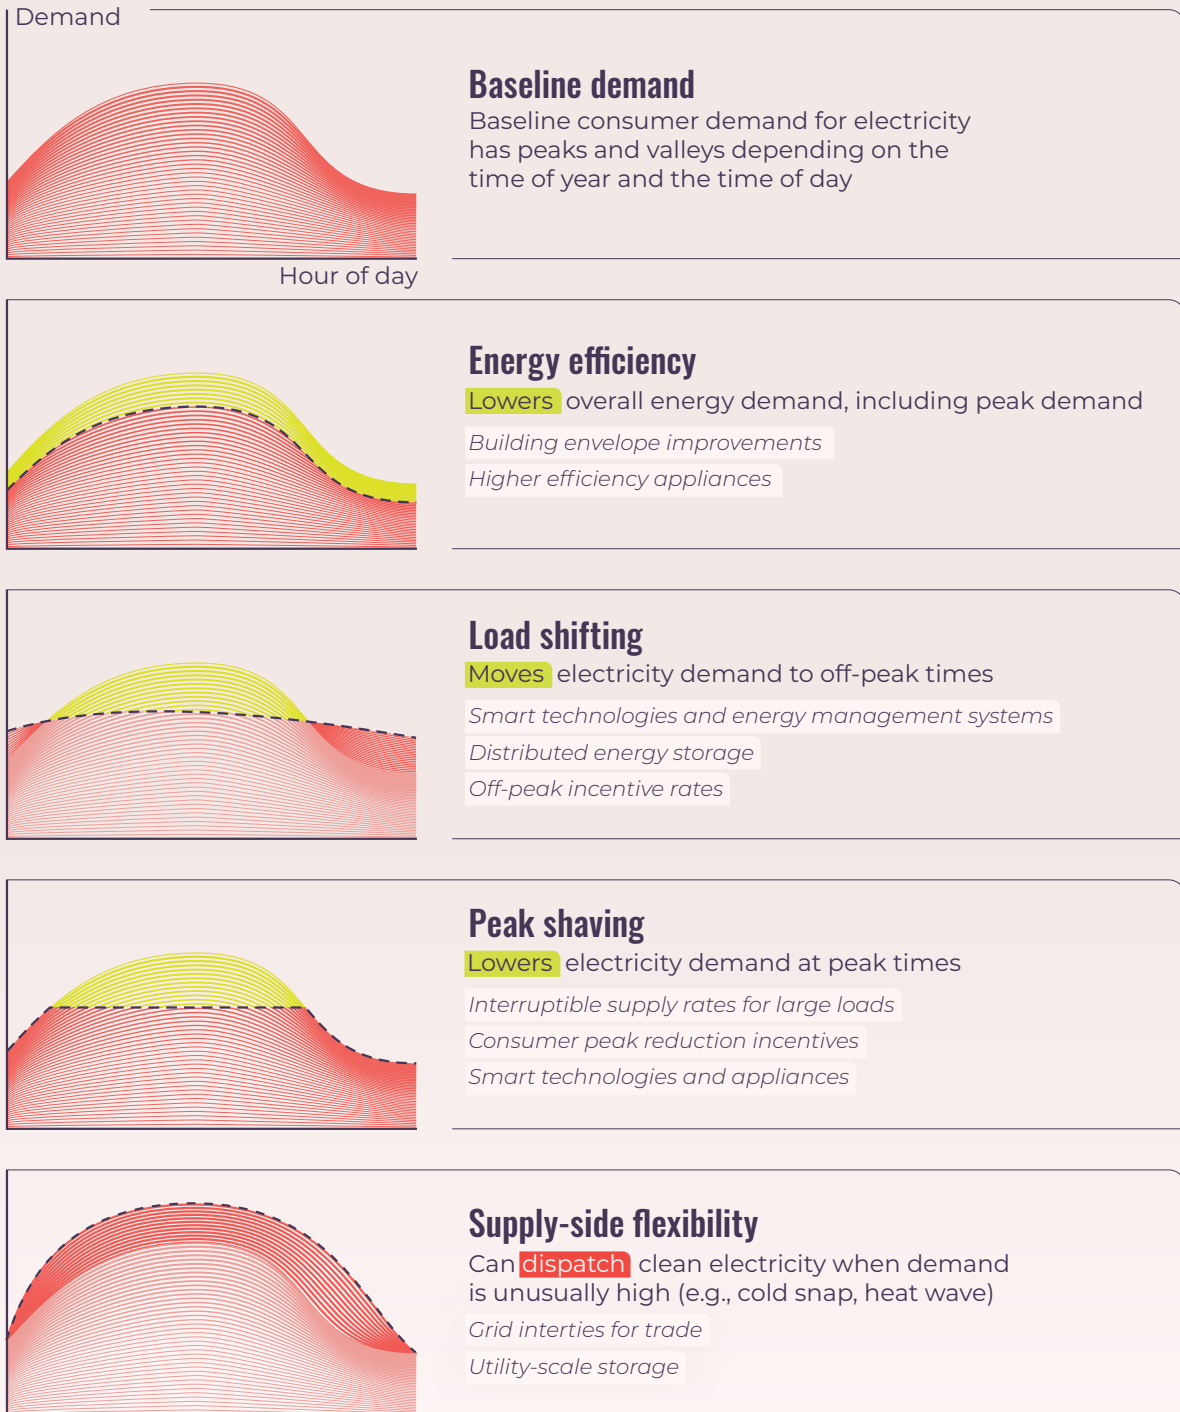 Demand
Baseline demand
Baseline consumer demand for electricity
has peaks and valleys depending on the
time of year and the time of day
Hour of day
Energy efficiency
Lowers overall energy demand, including peak demand
Building envelope improvements
Higher efficiency appliances
Load shifting
Moves electricity demand to off-peak times
Smart technologies and energy management systems
Distributed energy storage
Off-peak incentive rates
Peak shaving
Lowers electricity demand at peak times
Interruptible supply rates for large loads
Consumer peak reduction incentives
Smart technologies and appliances
Supply-side flexibility
Can dispatch clean electricity when demand
is unusually high (e.g., cold snap, heat wave)
Grid interties for trade
Utility-scale storage